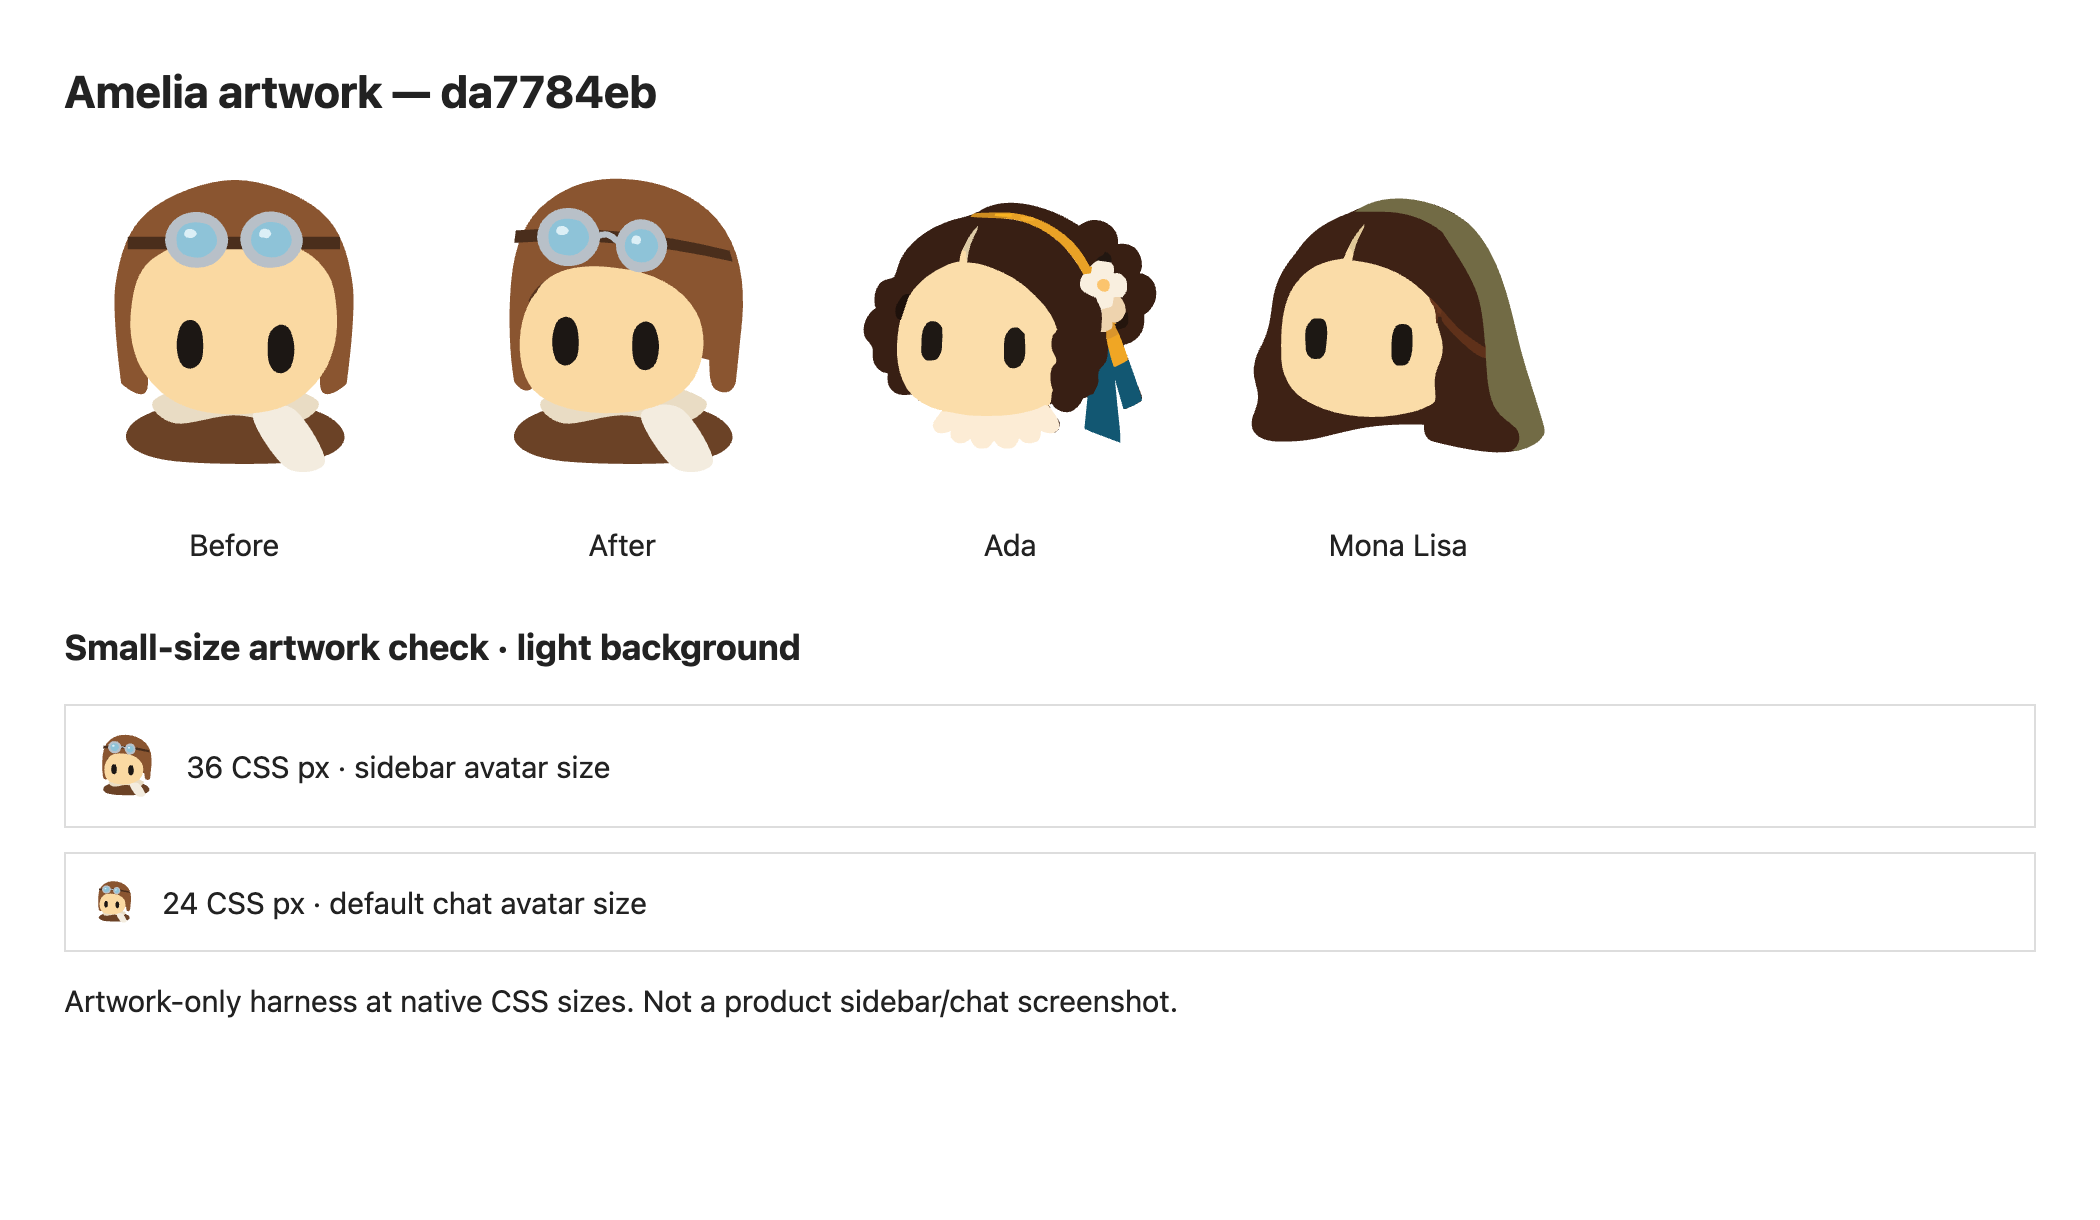 Amelia artwork — da7784eb
Before
After
Ada
Mona Lisa
Small-size artwork check · light background
36 CSS px · sidebar avatar size
24 CSS px · default chat avatar size
Artwork-only harness at native CSS sizes. Not a product sidebar/chat screenshot.